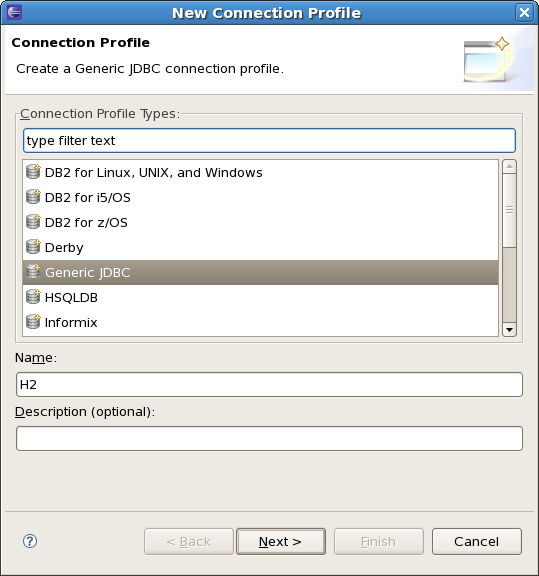 New Connection Profile
Connection Profile
Create a Generic JDBC connection profile.
Connection Profile Types:
type filter text
DB2 for Linux, UNIX, and Windows
DB2 for i5/OS
DB2 for z/OS
Derby
Generic JDBC
HSQLDB
Informix
Name:
H2
Description (optional):
? < Back Next > Finish Cancel